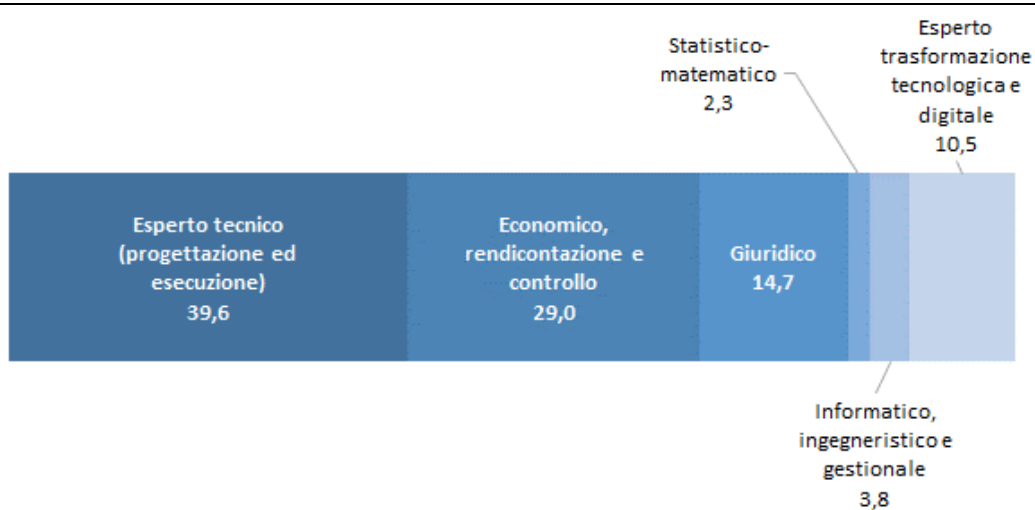 Statistico-
matematico
2,3
Esperto
trasformazione
tecnologica e
digitale
10,5
Esperto tecnico
(progettazione ed
esecuzione)
39,6
Economico,
rendicontazione e
controllo
29,0
Giuridico
14,7
Informatico,
ingegneristico e
gestionale
3,8